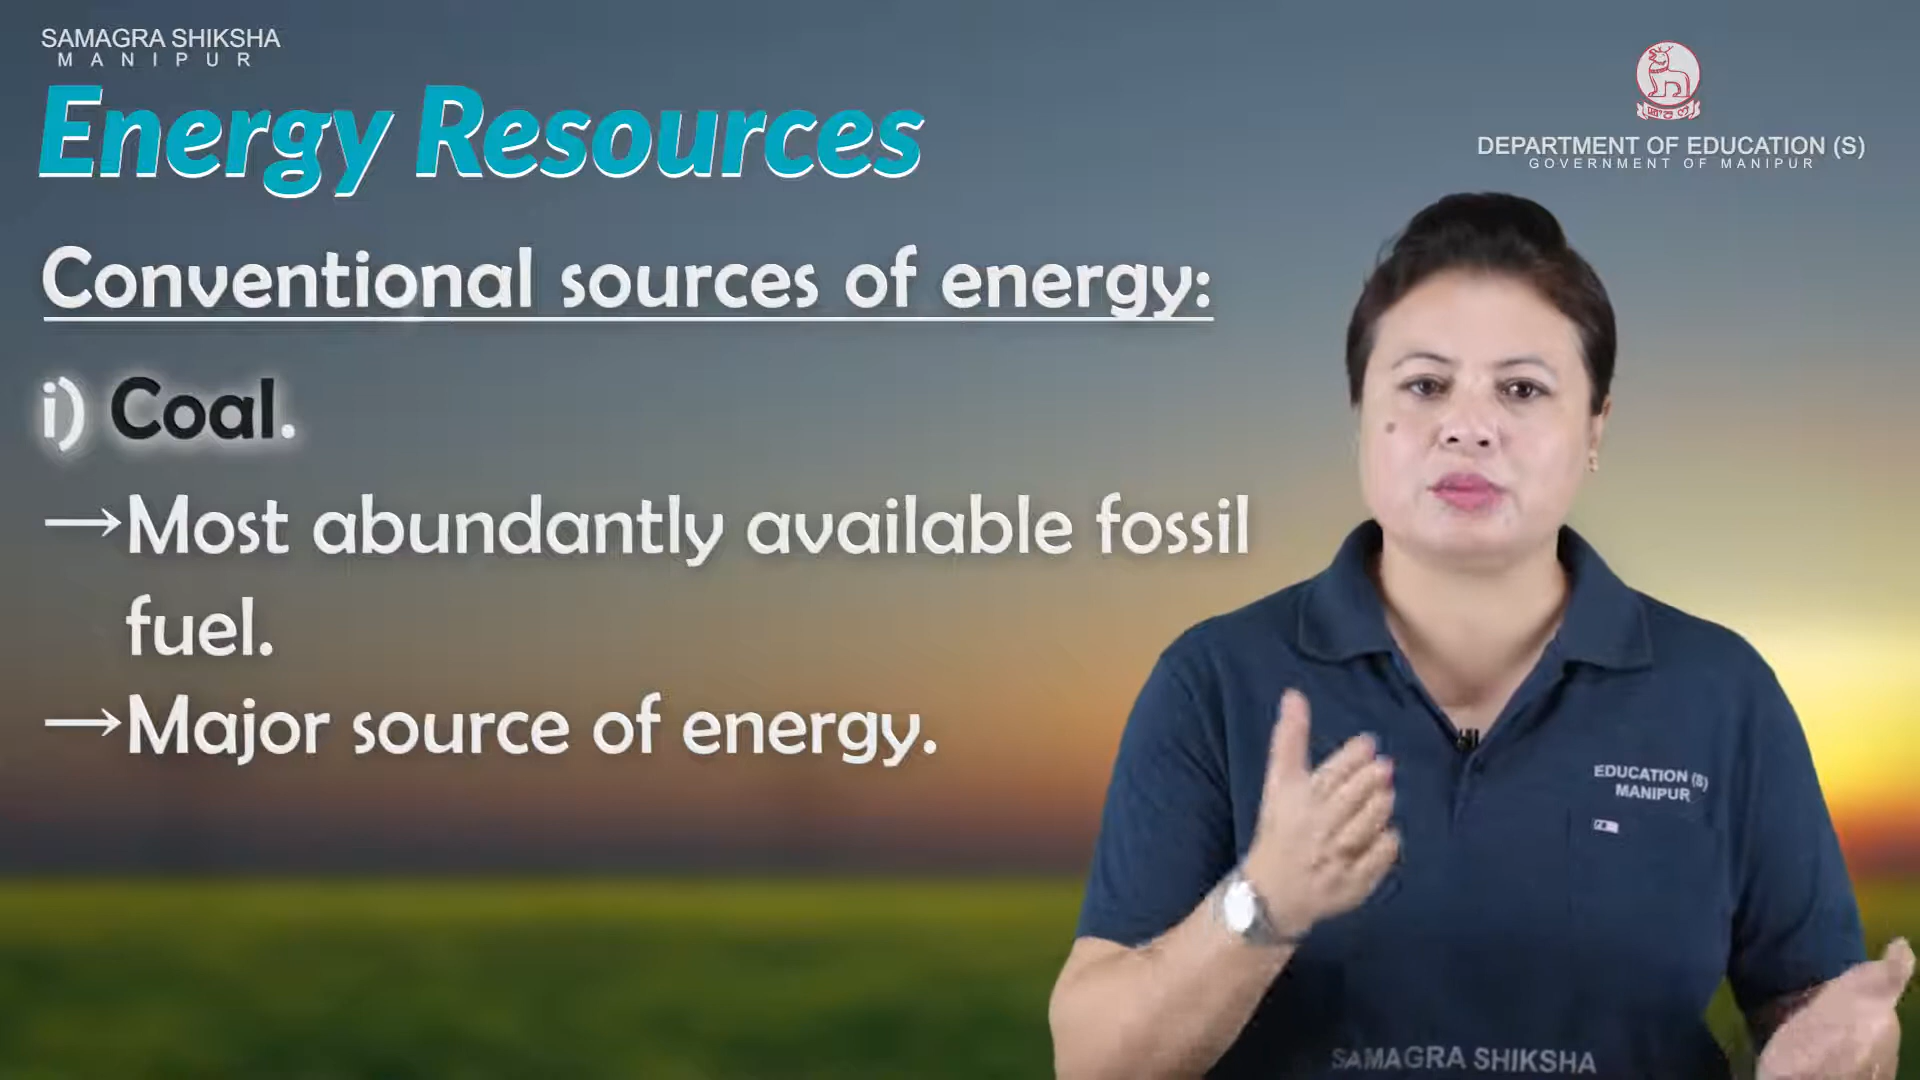 SAMAGRA SHIKSHA
MANIPUR
Energy Resources
DEPARTMENT OF EDUCATION (S)
GOVERNMENT OF MANIPUR
Conventional sources of energy:
i) Coal.
→Most abundantly available fossil
fuel.
→Major source of energy.
EDUCATION (S)
MANIPUR
SAMAGRA SHIKSHA